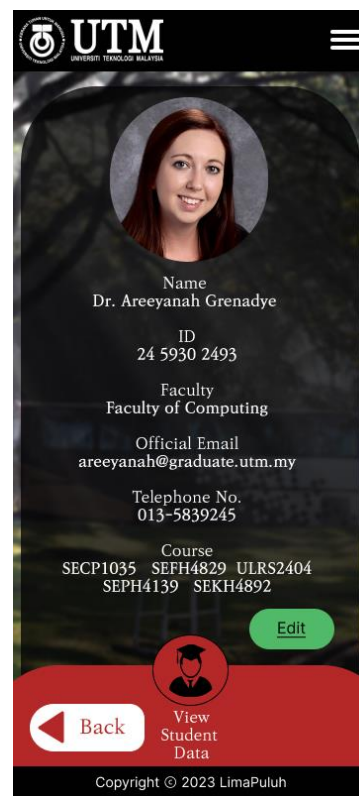 UTM
UNIVERSITI TEKNOLOGI MALAYSIA
Name
Dr. Areeyanah Grenadye
ID
24 5930 2493
Faculty
Faculty of Computing
Official Email
areeyanah@graduate.utm.my
Telephone No.
013-5839245
Course
SECP1035 SEFH4829 ULRS2404
SEPH4139 SEKH4892
Edit
Back
View
Student
Data
Copyright © 2023 LimaPuluh